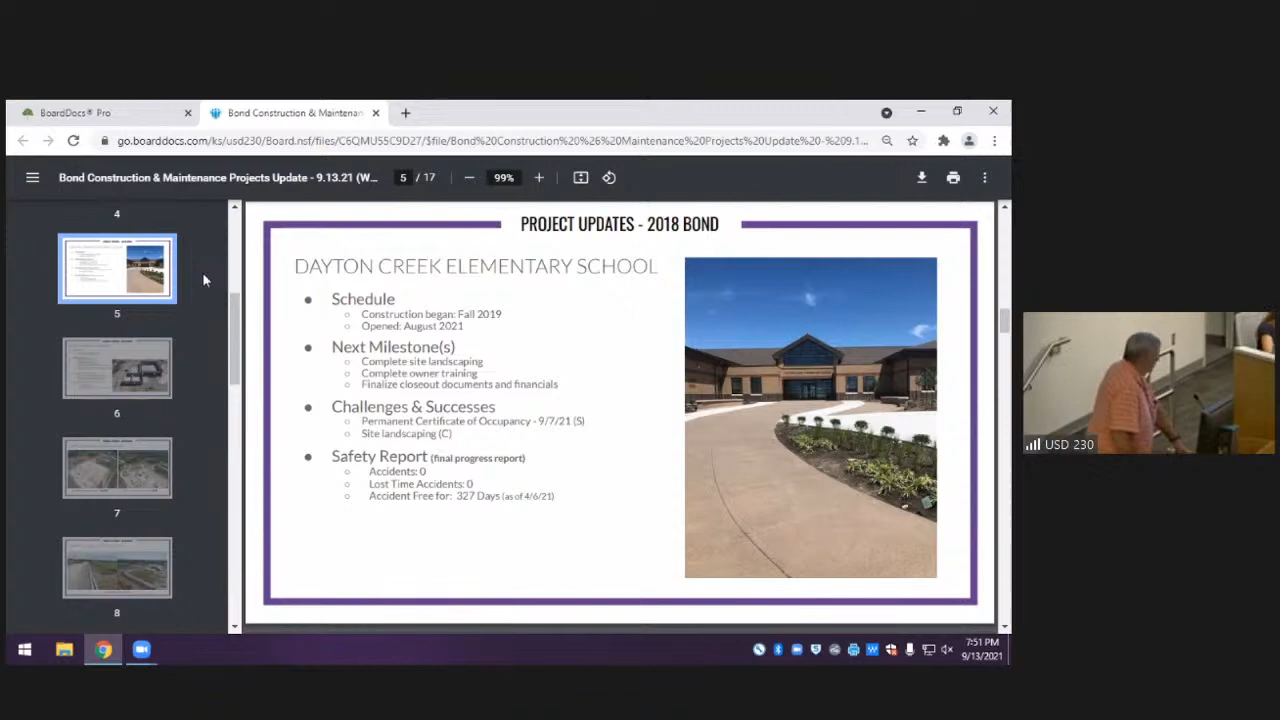 BoardDocs® Pro
Bond Construction & Maintenan
go.boarddocs.com/ks/usd230/Board.nsf/files/C6QMU55C9D27/$file/Bond%20Construction%20%26%20Maintenance%20Projects%20Update%20-%209.1...
Bond Construction & Maintenance Projects Update - 9.13.21 (W...
5 / 17
99%
4
5
6
7
8
PROJECT UPDATES - 2018 BOND
DAYTON CREEK ELEMENTARY SCHOOL
Schedule
Construction began: Fall 2019
Opened: August 2021
Next Milestone(s)
Complete site landscaping
Complete owner training
Finalize closeout documents and financials
Challenges & Successes
Permanent Certificate of Occupancy - 9/7/21 (S)
Site landscaping (C)
Safety Report (final progress report)
Accidents: 0
Lost Time Accidents: 0
Accident Free for: 327 Days (as of 4/6/21)
USD 230
7:51 PM
9/13/2021